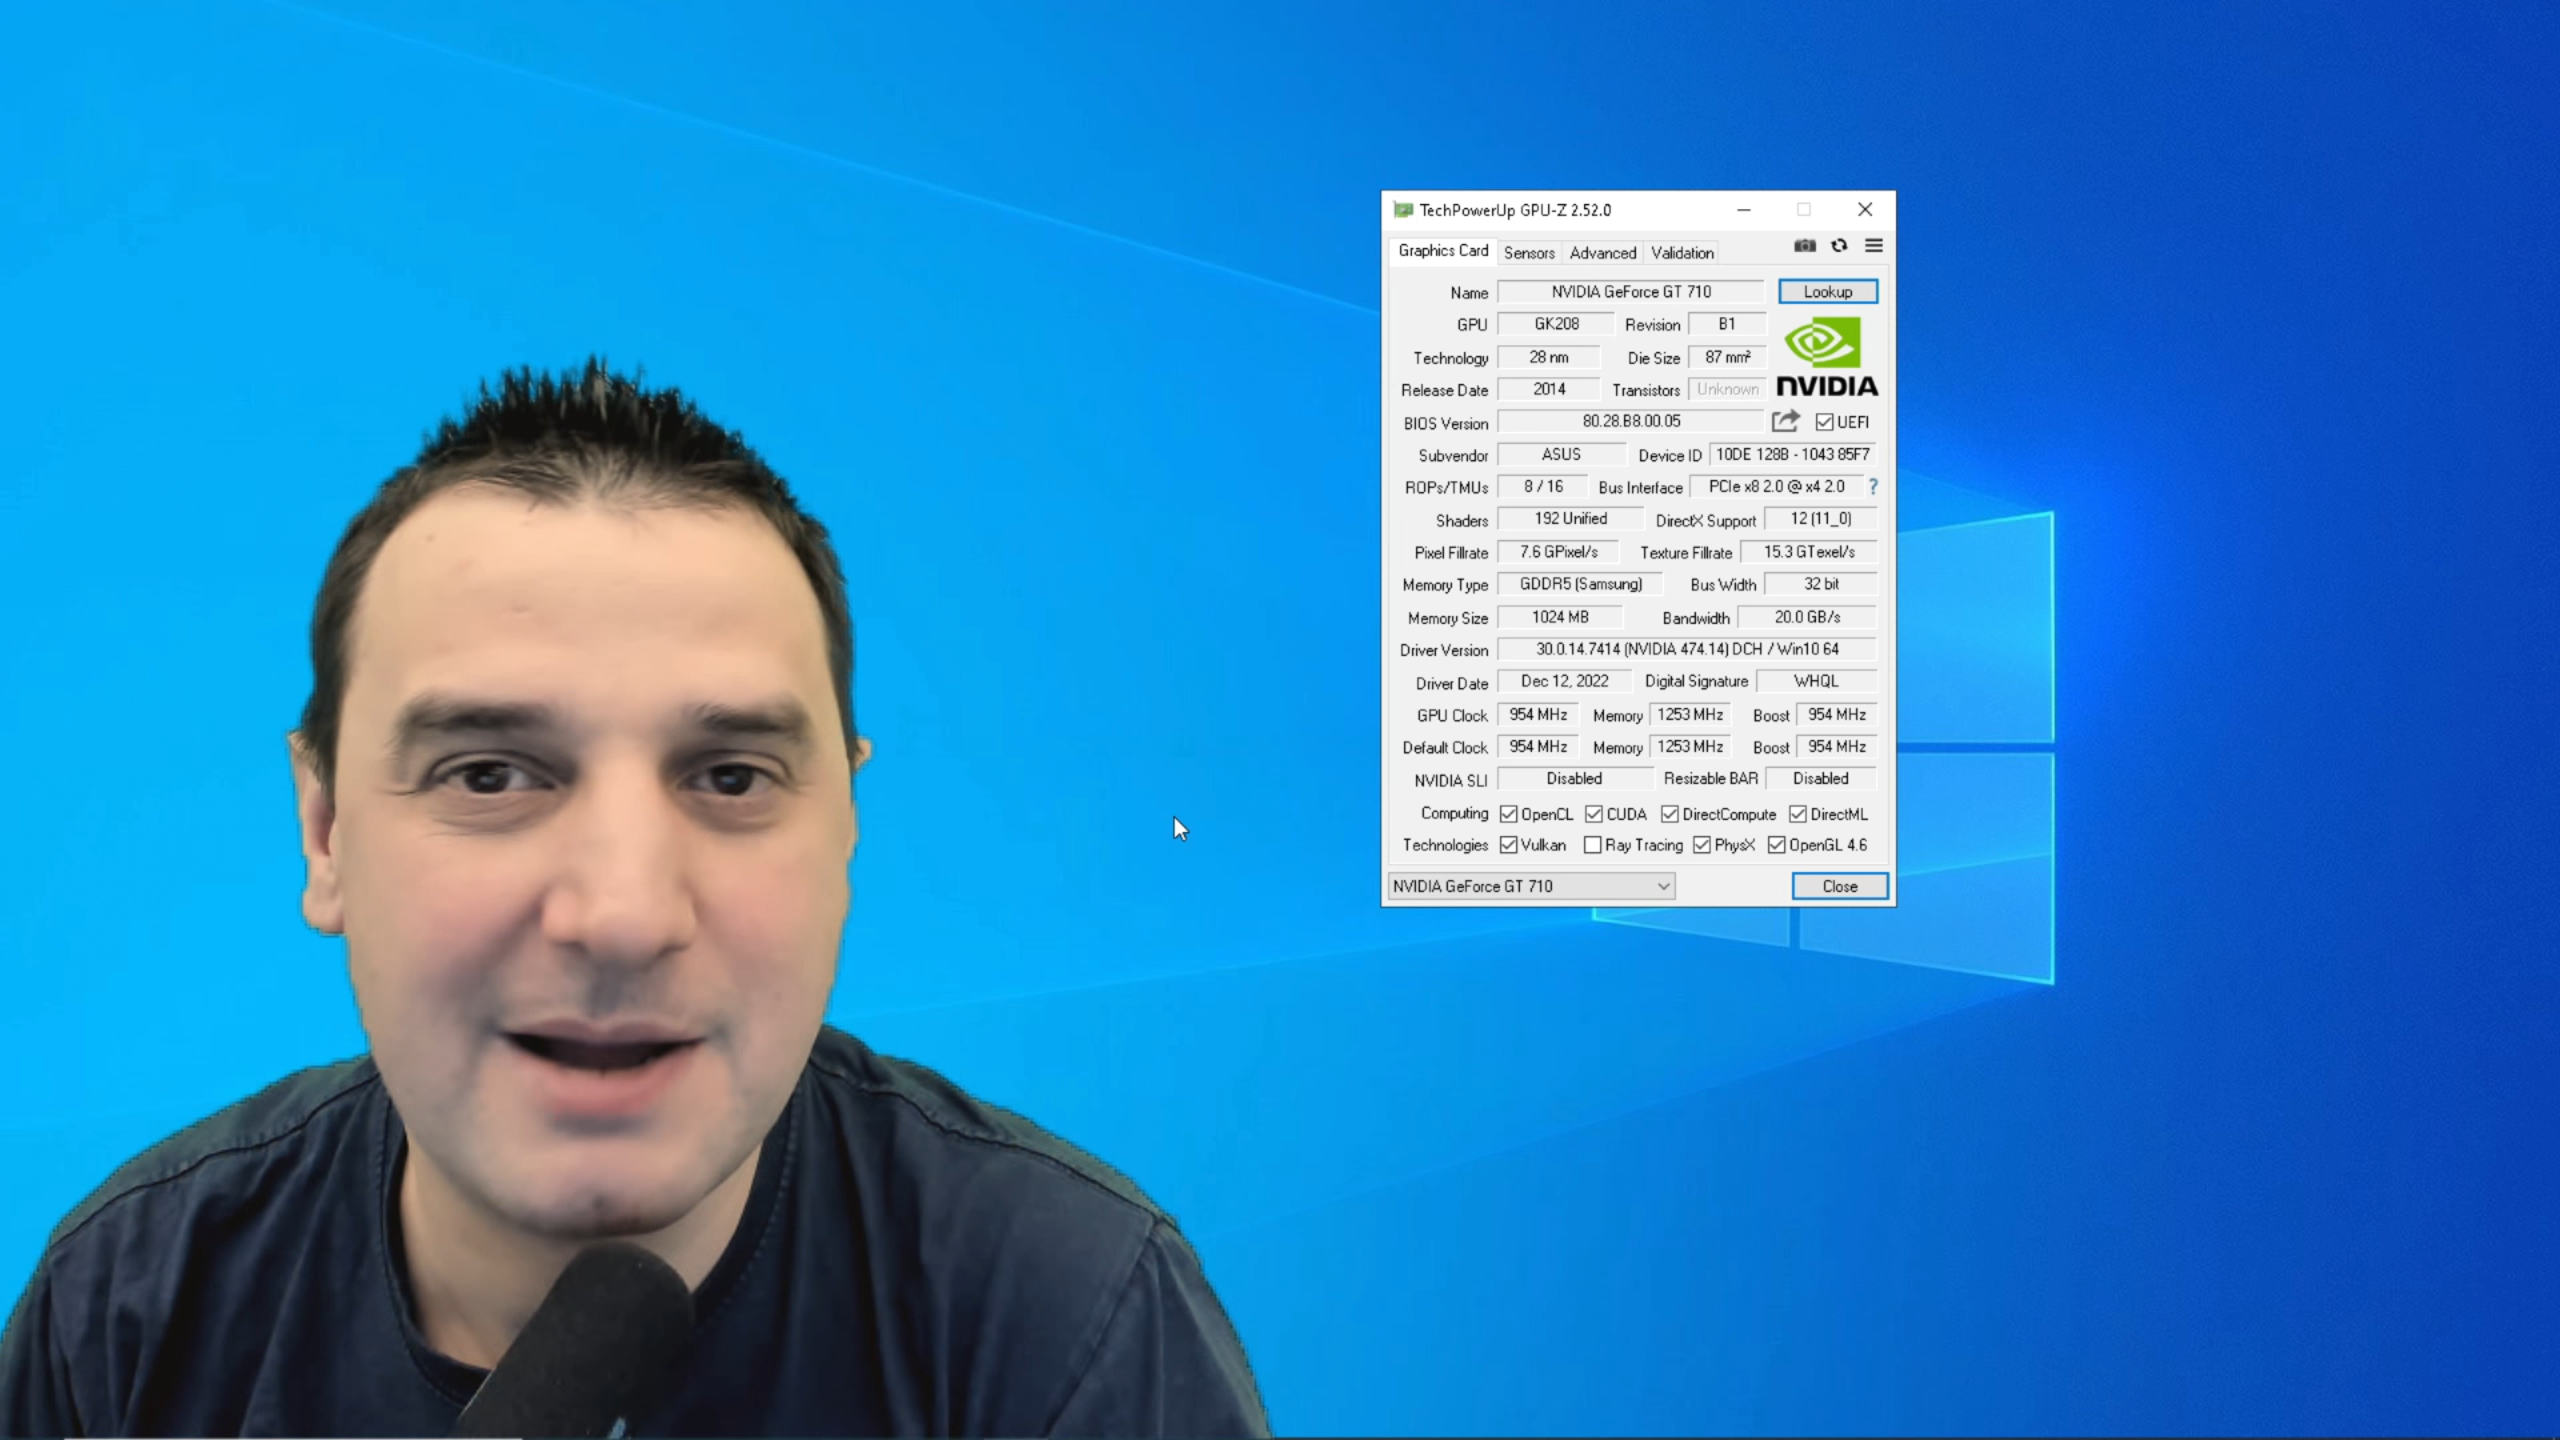 TechPowerUp GPU-Z 2.52.0
Graphics Card Sensors Advanced Validation
Name NVIDIA GeForce GT 710 Lookup
GPU GK208 Revision B1
Technology 28 nm Die Size 87 mm²
Release Date 2014 Transistors Unknown
NVIDIA
BIOS Version 80.28.B8.00.05 UEFI
Subvendor ASUS Device ID 10DE 128B - 1043 85F7
ROPs/TMUs 8 / 16 Bus Interface PCIe x8 2.0 @ x4 2.0 ?
Shaders 192 Unified DirectX Support 12 (11_0)
Pixel Fillrate 7.6 GPixel/s Texture Fillrate 15.3 GTexel/s
Memory Type GDDR5 (Samsung) Bus Width 32 bit
Memory Size 1024 MB Bandwidth 20.0 GB/s
Driver Version 30.0.14.7414 (NVIDIA 474.14) DCH / Win10 64
Driver Date Dec 12, 2022 Digital Signature WHQL
GPU Clock 954 MHz Memory 1253 MHz Boost 954 MHz
Default Clock 954 MHz Memory 1253 MHz Boost 954 MHz
NVIDIA SLI Disabled Resizable BAR Disabled
Computing OpenCL CUDA DirectCompute DirectML
Technologies Vulkan Ray Tracing PhysX OpenGL 4.6
NVIDIA GeForce GT 710 Close